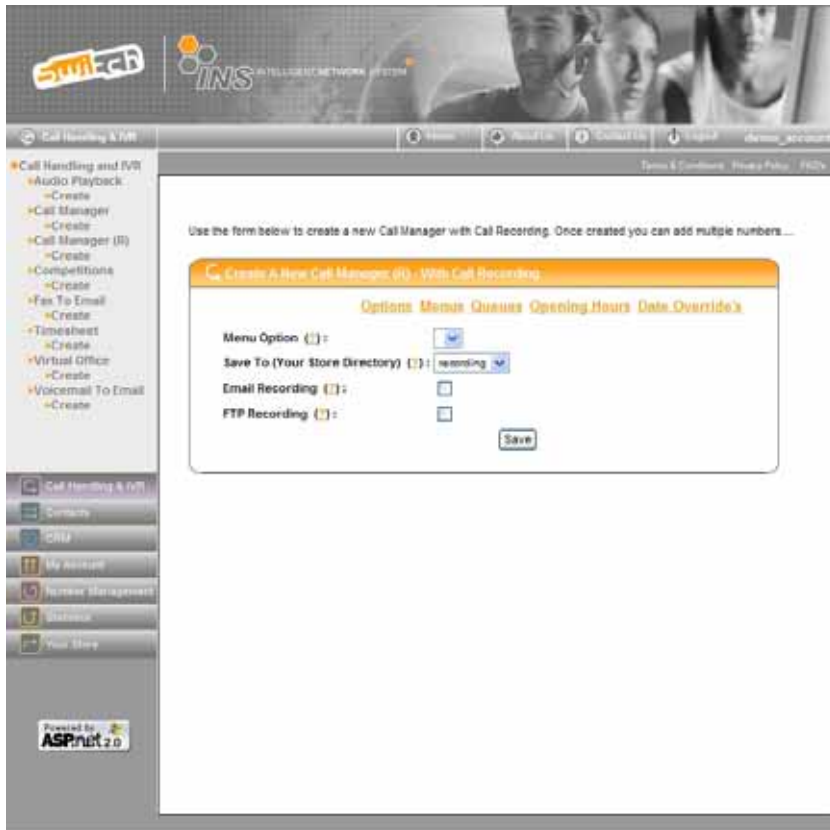 switch
INS INTELLIGENT NETWORK SYSTEM
Call Handling & IVR
Home
About Us
Contact Us
Logout
demo_account
Terms & Conditions Privacy Policy FAQ's
Call Handling and IVR
Audio Playback
Create
Call Manager
Create
Call Manager (R)
Create
Competitions
Create
Fax To Email
Create
Timesheet
Create
Virtual Office
Create
Voicemail To Email
Create
Use the form below to create a new Call Manager with Call Recording. Once created you can add multiple numbers ...
Create A New Call Manager (R) - With Call Recording
Options Menus Queues Opening Hours Date Override's
Menu Option (?) :
Save To (Your Store Directory) (?) : recording
Email Recording (?) :
FTP Recording (?) :
Save
Call Handling & IVR
Contacts
CRM
My Account
Number Management
Statistics
Your Store
Powered by
ASP.net 2.0